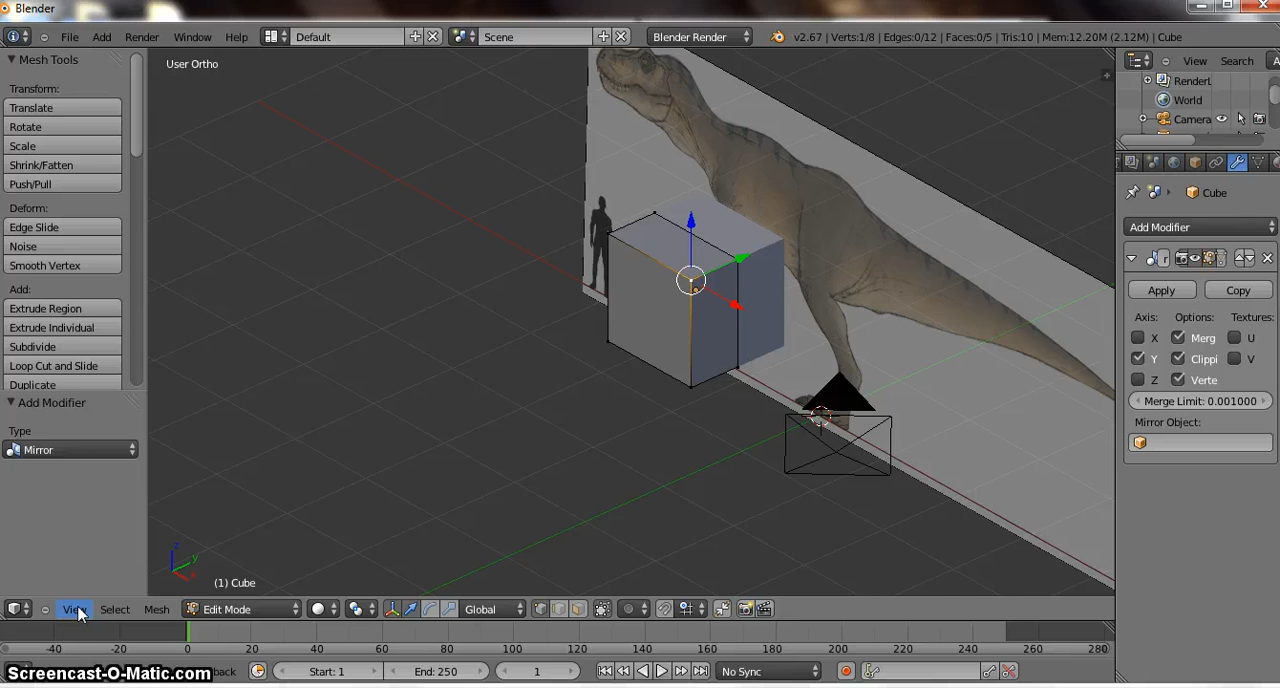 Blender
File Add Render Window Help Default Scene Blender Render v2.67 | Verts:1/8 | Edges:0/12 | Faces:0/5 | Tris:10 | Mem:12.20M (2.12M) | Cube
Mesh Tools
User Ortho
View Search
Transform:
Translate
Rotate
Scale
Shrink/Fatten
Push/Pull
Deform:
Edge Slide
Noise
Smooth Vertex
Add:
Extrude Region
Extrude Individual
Subdivide
Loop Cut and Slide
Duplicate
Add Modifier
Type
Mirror
(1) Cube
World
Camera
Cube
Add Modifier
Apply Copy
Axis: Options: Textures:
X Merg U
Y Clippi V
Z Verte
Merge Limit: 0.001000
Mirror Object:
View Select Mesh Edit Mode Global
-40 -20 0 20 40 60 80 100 120 140 160 180 200 220 240 260 280
back Start: 1 End: 250 1 No Sync
Screencast-O-Matic.com